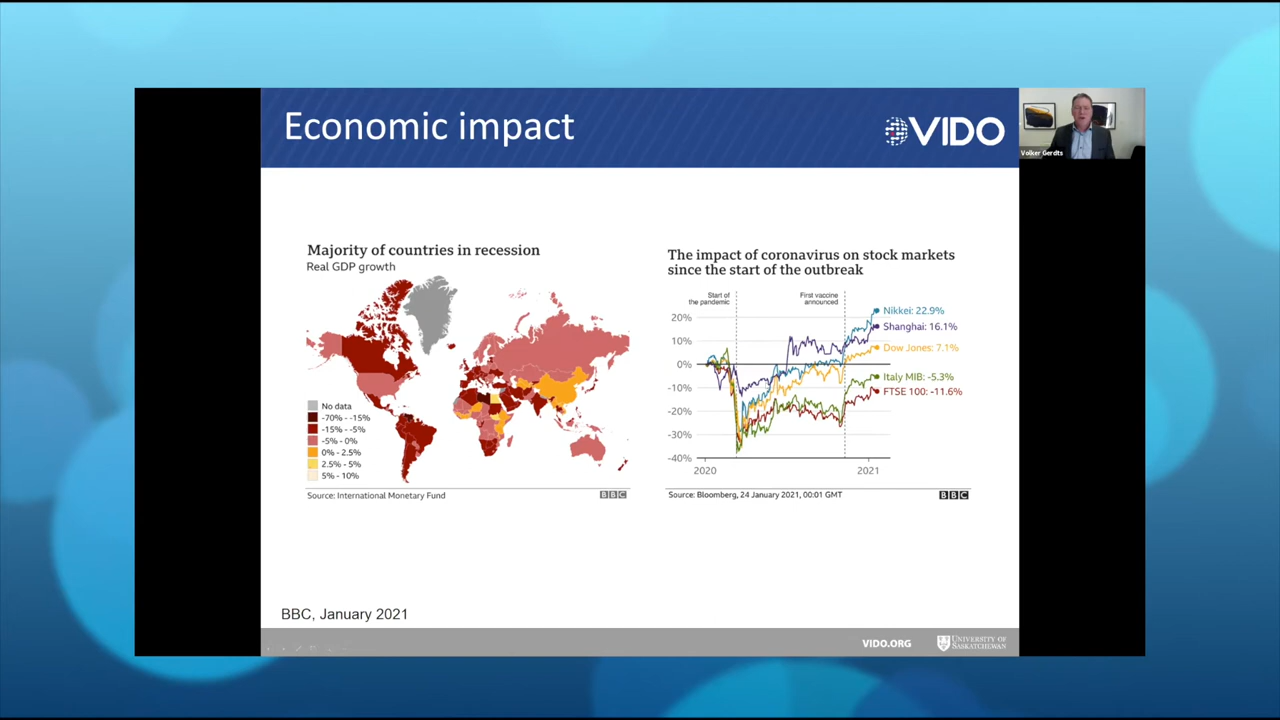 Economic impact
VIDO
Volker Gerdts
Majority of countries in recession
Real GDP growth
No data
-70% - -15%
-15% - -5%
-5% - 0%
0% - 2.5%
2.5% - 5%
5% - 10%
Source: International Monetary Fund
BBC
The impact of coronavirus on stock markets
since the start of the outbreak
Start of
the pandemic
First vaccine
announced
20%
10%
0%
-10%
-20%
-30%
-40%
2020
2021
Nikkei: 22.9%
Shanghai: 16.1%
Dow Jones: 7.1%
Italy MIB: -5.3%
FTSE 100: -11.6%
Source: Bloomberg, 24 January 2021, 00:01 GMT
BBC
BBC, January 2021
VIDO.ORG
UNIVERSITY OF
SASKATCHEWAN